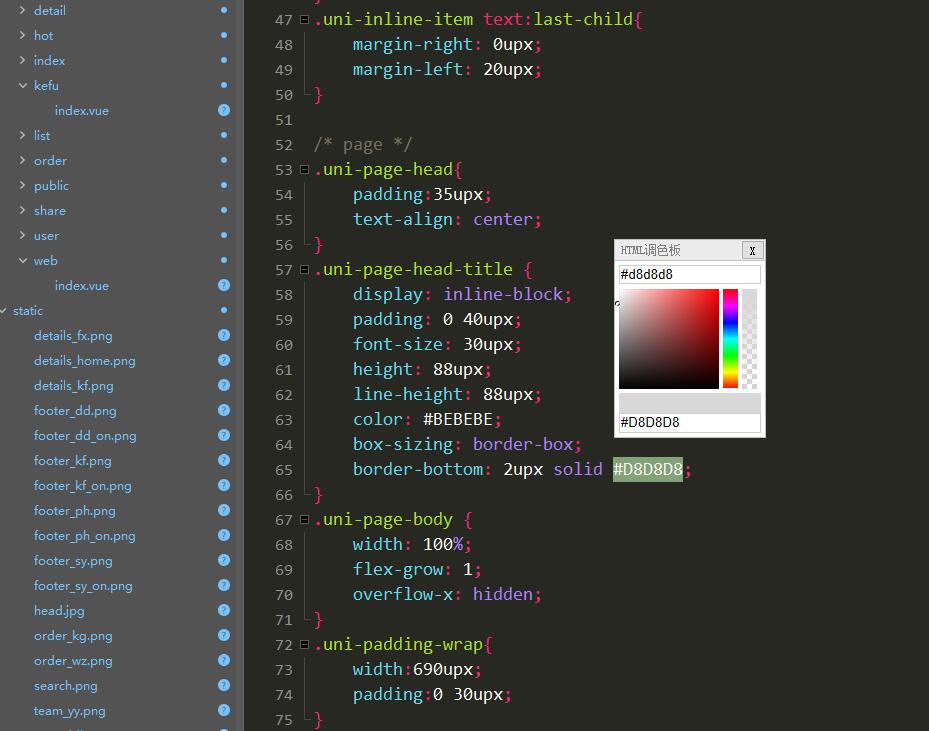 detail
hot
index
kefu
index.vue
list
order
public
share
user
web
index.vue
static
details_fx.png
details_home.png
details_kf.png
footer_dd.png
footer_dd_on.png
footer_kf.png
footer_kf_on.png
footer_ph.png
footer_ph_on.png
footer_sy.png
footer_sy_on.png
head.jpg
order_kg.png
order_wz.png
search.png
team_yy.png
47 .uni-inline-item text:last-child{
48 margin-right: 0upx;
49 margin-left: 20upx;
50 }
51
52 /* page */
53 .uni-page-head{
54 padding:35upx;
55 text-align: center;
56 }
57 .uni-page-head-title {
58 display: inline-block;
59 padding: 0 40upx;
60 font-size: 30upx;
61 height: 88upx;
62 line-height: 88upx;
63 color: #BEBEBE;
64 box-sizing: border-box;
65 border-bottom: 2upx solid #D8D8D8;
66 }
67 .uni-page-body {
68 width: 100%;
69 flex-grow: 1;
70 overflow-x: hidden;
71 }
72 .uni-padding-wrap{
73 width:690upx;
74 padding:0 30upx;
75 }
HTML调色板 X
#d8d8d8
#D8D8D8